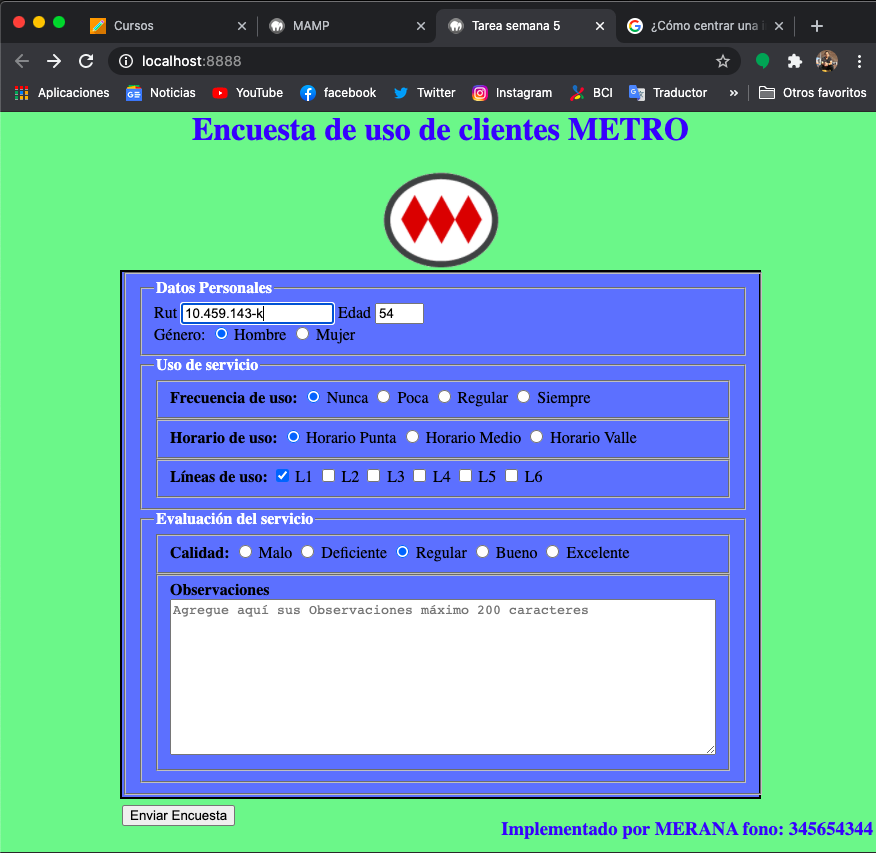 Cursos
MAMP
Tarea semana 5
¿Cómo centrar una i
localhost:8888
Aplicaciones Noticias YouTube facebook Twitter Instagram BCI Traductor » Otros favoritos
Encuesta de uso de clientes METRO
Datos Personales
Rut 10.459.143-k Edad 54
Género: Hombre Mujer
Uso de servicio
Frecuencia de uso: Nunca Poca Regular Siempre
Horario de uso: Horario Punta Horario Medio Horario Valle
Líneas de uso: L1 L2 L3 L4 L5 L6
Evaluación del servicio
Calidad: Malo Deficiente Regular Bueno Excelente
Observaciones
Agregue aquí sus Observaciones máximo 200 caracteres
Enviar Encuesta
Implementado por MERANA fono: 345654344